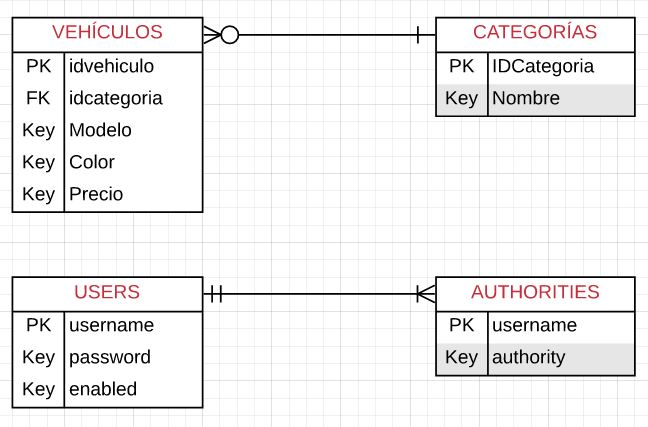 VEHÍCULOS
PK idvehiculo
FK idcategoria
Key Modelo
Key Color
Key Precio
CATEGORÍAS
PK IDCategoria
Key Nombre
USERS
PK username
Key password
Key enabled
AUTHORITIES
PK username
Key authority